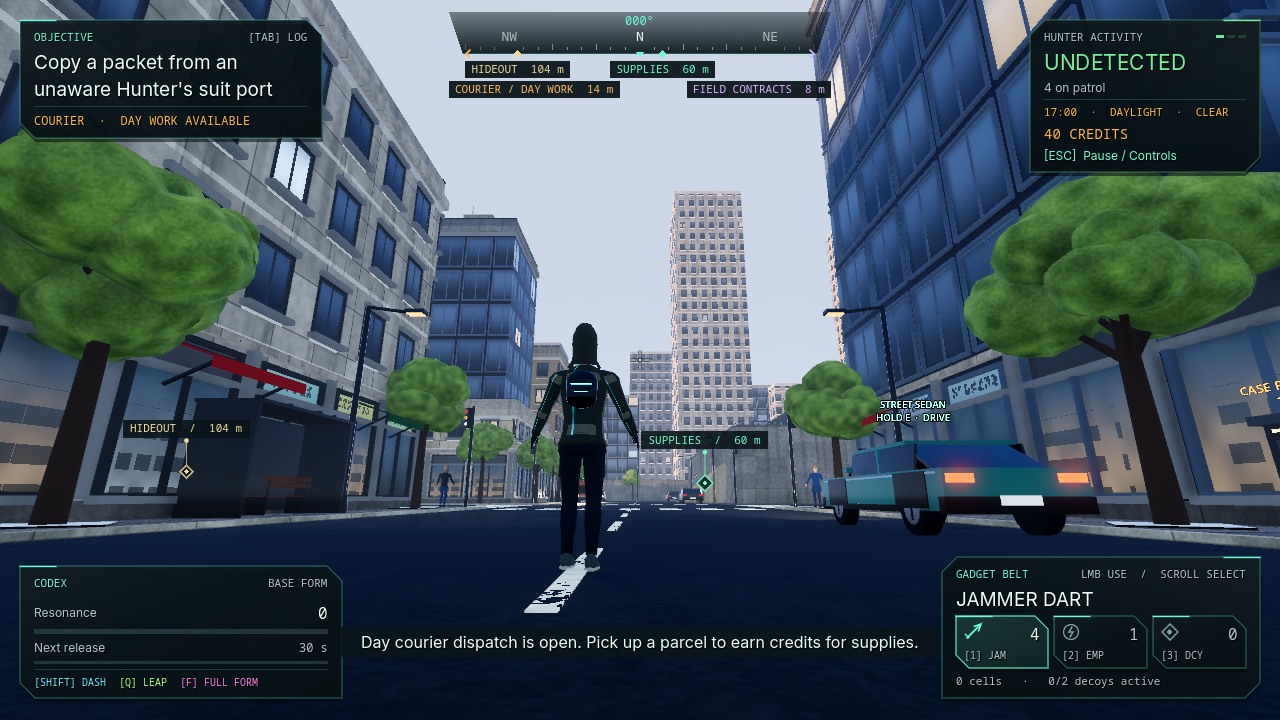 OBJECTIVE [TAB] LOG
Copy a packet from an
unaware Hunter's suit port
COURIER · DAY WORK AVAILABLE
000°
NW N NE
HIDEOUT 104 m SUPPLIES 60 m
COURIER / DAY WORK 14 m FIELD CONTRACTS 8 m
HUNTER ACTIVITY
UNDETECTED
4 on patrol
17:00 · DAYLIGHT · CLEAR
40 CREDITS
[ESC] Pause / Controls
CASE
STREET SEDAN
HOLD E · DRIVE
HIDEOUT / 104 m
SUPPLIES / 60 m
CODEX BASE FORM
Resonance 0
Next release 30 s
[SHIFT] DASH [Q] LEAP [F] FULL FORM
Day courier dispatch is open. Pick up a parcel to earn credits for supplies.
GADGET BELT LMB USE / SCROLL SELECT
JAMMER DART
4 1 0
[1] JAM [2] EMP [3] DCY
0 cells · 0/2 decoys active